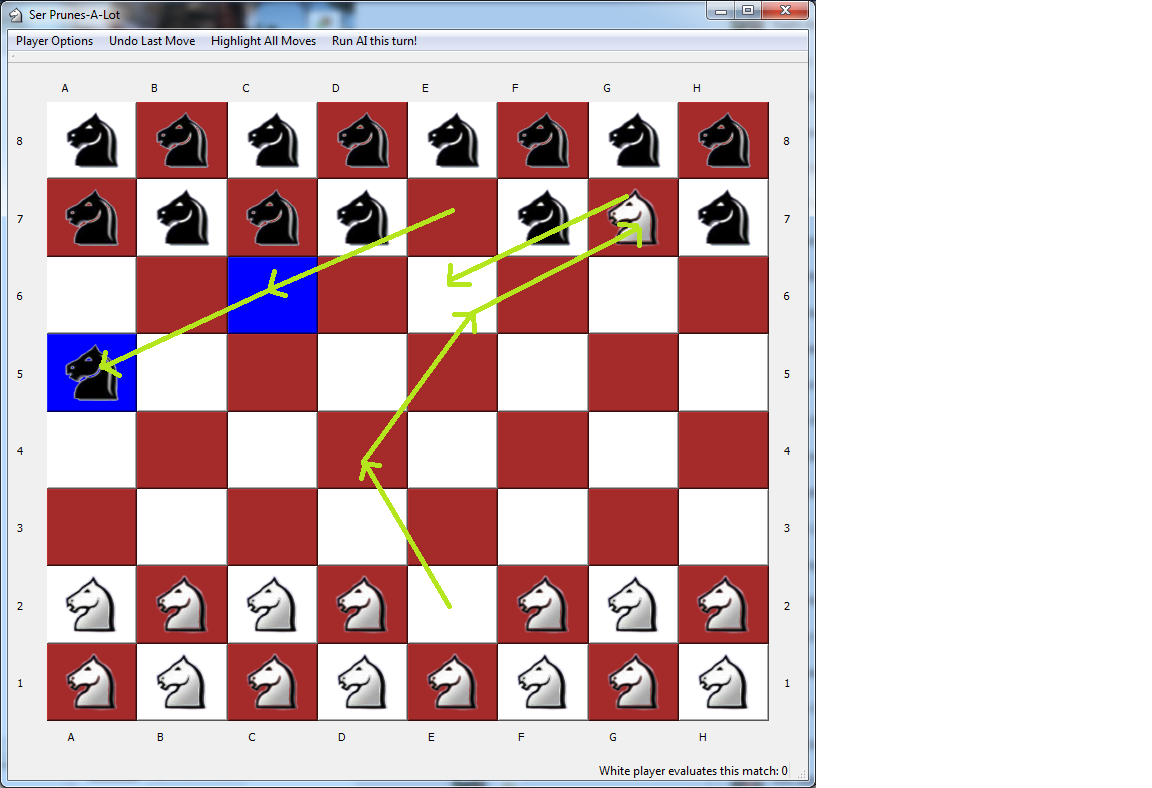 Ser Prunes-A-Lot
Player Options Undo Last Move Highlight All Moves Run AI this turn!
A B C D E F G H
8 8
7 7
6 6
5 5
4 4
3 3
2 2
1 1
A B C D E F G H
White player evaluates this match: 0